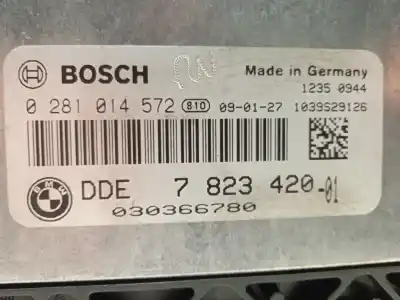 BOSCH
Made in Germany
1235 0944
0 281 014 572 810 09-01-27 1039S29126
BMW
DDE 7 823 420-01
030366780